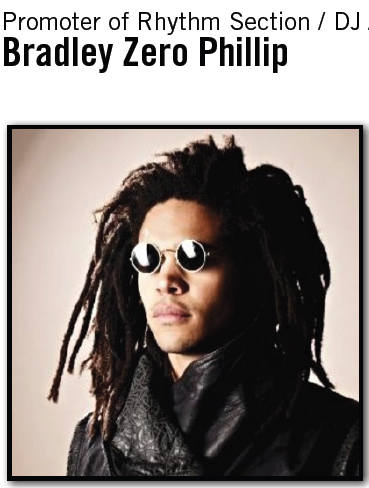 Promoter of Rhythm Section / DJ
Bradley Zero Phillip